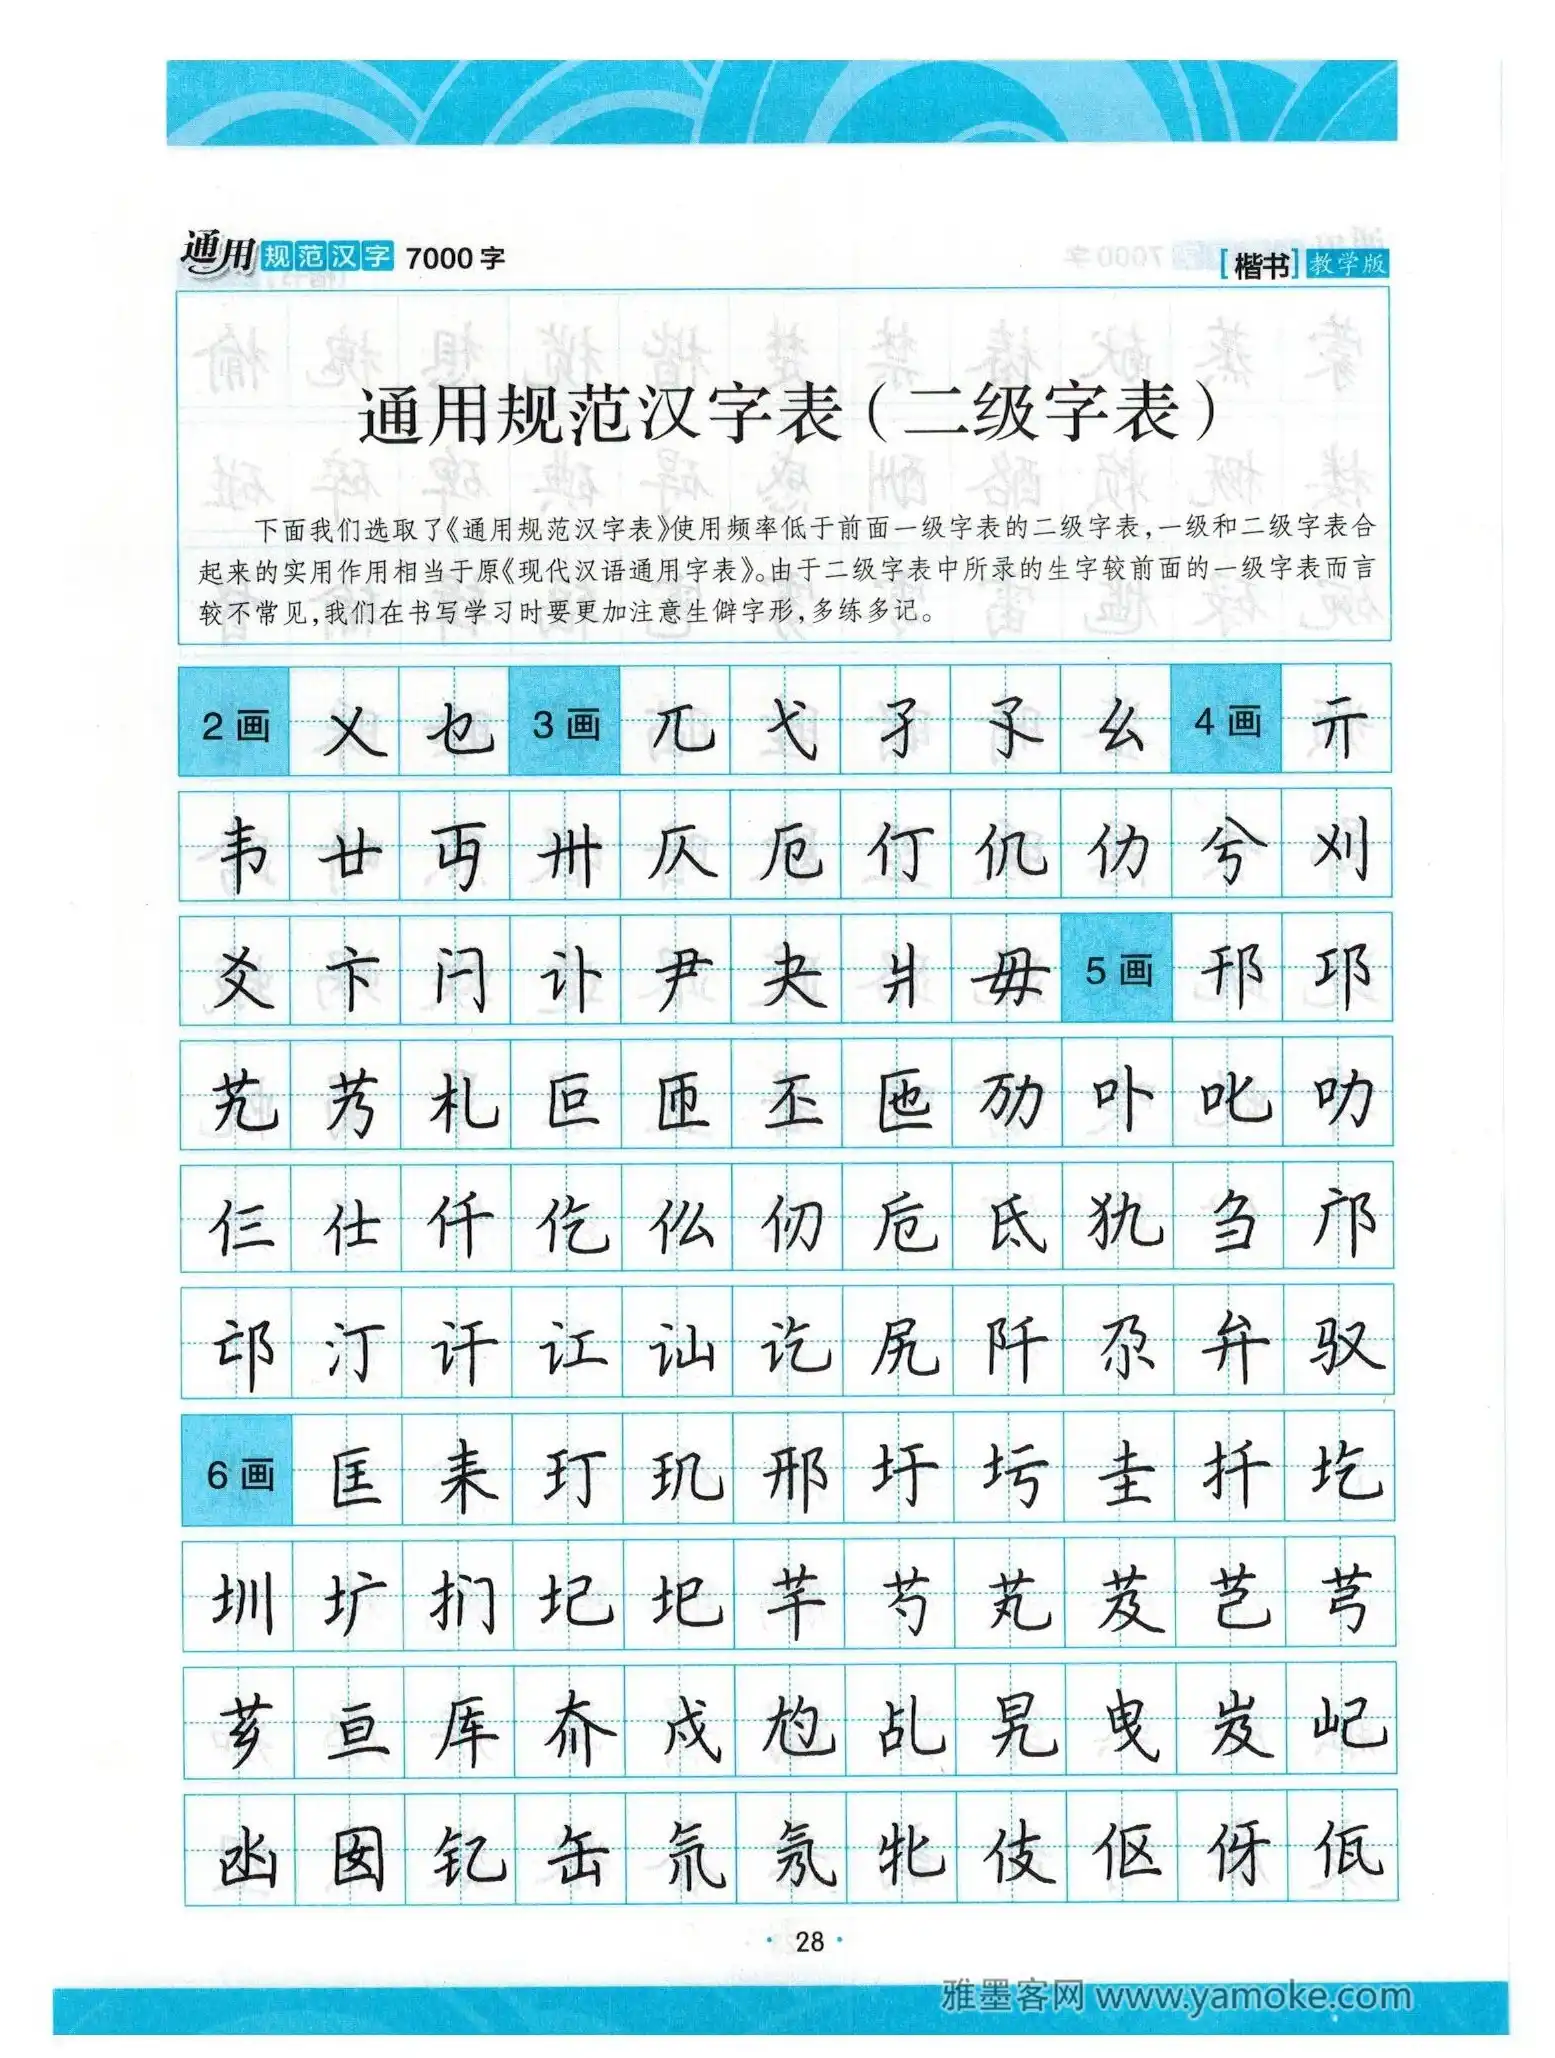 通用规范汉字 7000字 [楷书]教学版
通用规范汉字表(二级字表)
下面我们选取了《通用规范汉字表》使用频率低于前面一级字表的二级字表,一级和二级字表合
起来的实用作用相当于原《现代汉语通用字表》。由于二级字表中所录的生字较前面的一级字表而言
较不常见,我们在书写学习时要更加注意生僻字形,多练多记。
2画 乂 乜 3画 兀 弋 孑 孓 幺 4画 亓
韦 廿 丏 卅 仄 厄 仃 仉 仂 兮 刈
爻 卞 闩 讣 尹 夬 爿 毋 5画 邗 邛
艽 艿 札 叵 匝 丕 匜 劢 卟 叱 叻
仨 仕 仟 仡 仫 仞 卮 氐 犰 刍 邝
邙 汀 讦 讧 讪 讫 尻 阡 尕 弁 驭
6画 匡 耒 玎 玑 邢 圩 圬 圭 扦 圪
圳 圹 扪 圮 圯 芊 芍 芄 芨 芑 芎
芗 亘 厍 夼 戍 尥 乩 旯 曳 岌 屺
凼 囡 钇 缶 氘 氖 牝 伎 伛 伢 佤
28
雅墨客网 www.yamoke.com